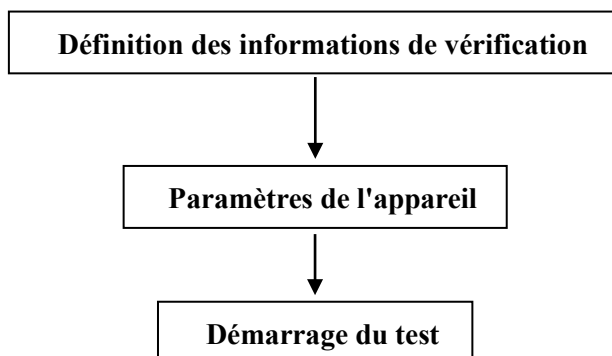 Définition des informations de vérification
Paramètres de l'appareil
Démarrage du test